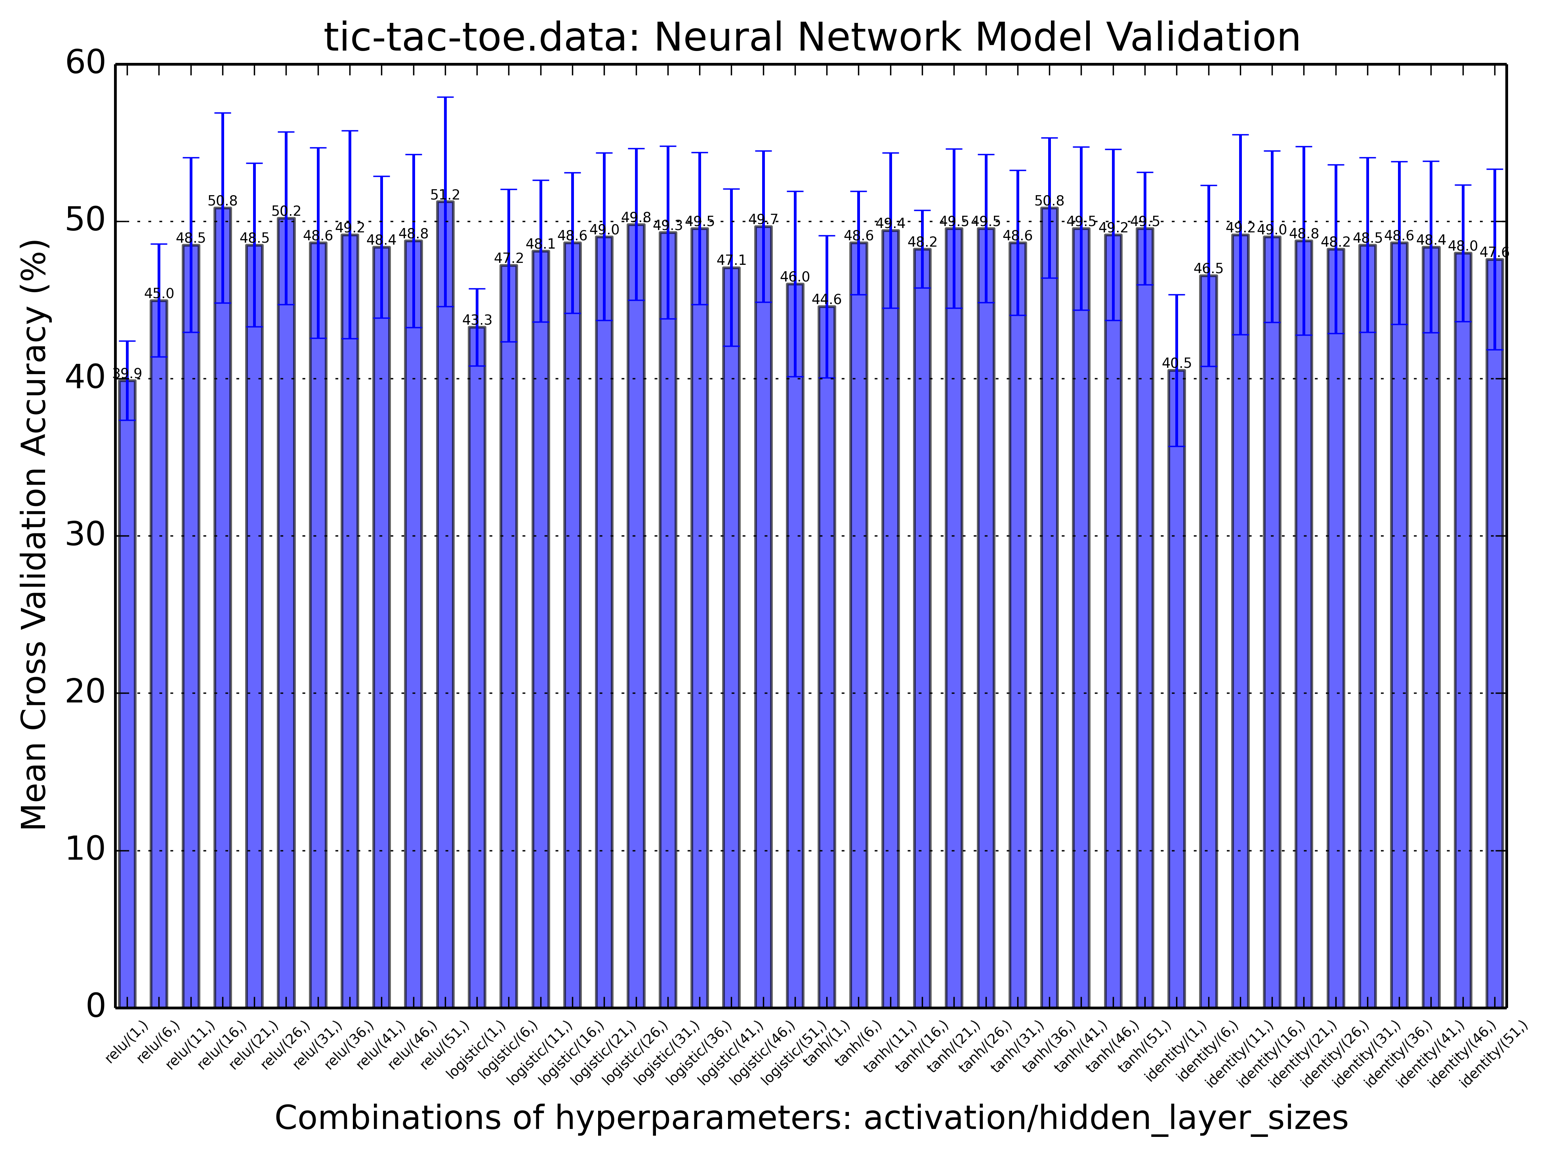 tic-tac-toe.data: Neural Network Model Validation
Mean Cross Validation Accuracy (%)
60
50
40
30
20
10
0
39.9
45.0
48.5
50.8
48.5
50.2
48.6
49.2
48.4
48.8
51.2
43.3
47.2
48.1
48.6
49.0
49.8
49.3
49.5
47.1
49.7
46.0
44.6
48.6
49.4
48.2
49.5
49.5
48.6
50.8
49.5
49.2
49.5
40.5
46.5
49.2
49.0
48.8
48.2
48.5
48.6
48.4
48.0
47.6
relu/(1,)
relu/(6,)
relu/(11,)
relu/(16,)
relu/(21,)
relu/(26,)
relu/(31,)
relu/(36,)
relu/(41,)
relu/(46,)
relu/(51,)
logistic/(1,)
logistic/(6,)
logistic/(11,)
logistic/(16,)
logistic/(21,)
logistic/(26,)
logistic/(31,)
logistic/(36,)
logistic/(41,)
logistic/(46,)
logistic/(51,)
tanh/(1,)
tanh/(6,)
tanh/(11,)
tanh/(16,)
tanh/(21,)
tanh/(26,)
tanh/(31,)
tanh/(36,)
tanh/(41,)
tanh/(46,)
tanh/(51,)
identity/(1,)
identity/(6,)
identity/(11,)
identity/(16,)
identity/(21,)
identity/(26,)
identity/(31,)
identity/(36,)
identity/(41,)
identity/(46,)
identity/(51,)
Combinations of hyperparameters: activation/hidden_layer_sizes